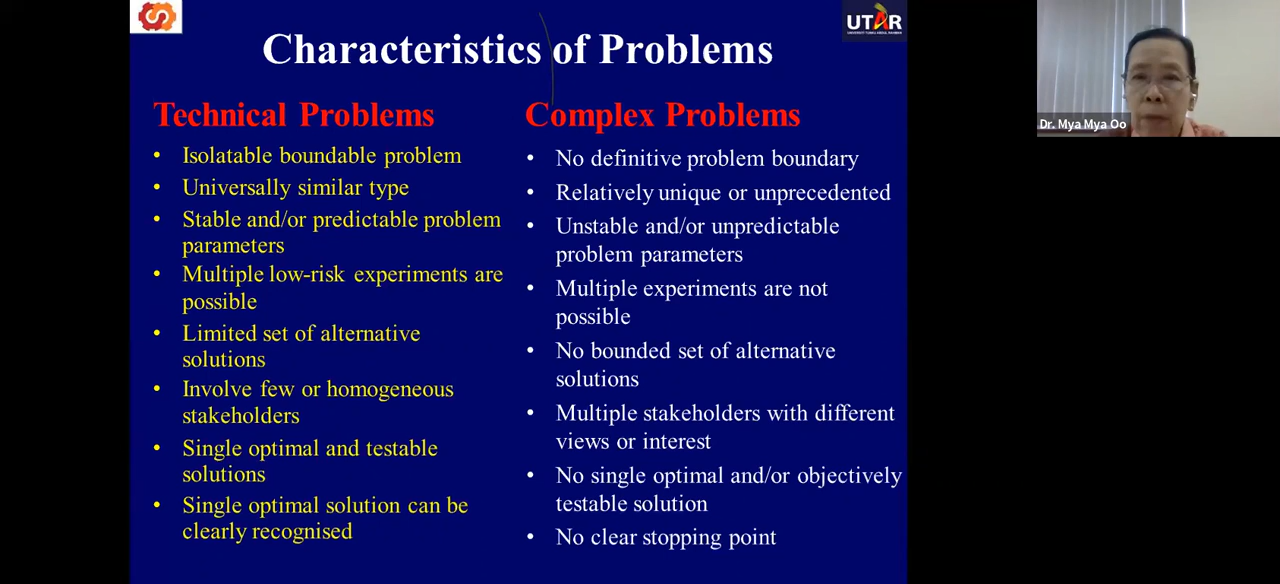 UTAR
Characteristics of Problems
Technical Problems
• Isolatable boundable problem
• Universally similar type
• Stable and/or predictable problem
parameters
• Multiple low-risk experiments are
possible
• Limited set of alternative
solutions
• Involve few or homogeneous
stakeholders
• Single optimal and testable
solutions
• Single optimal solution can be
clearly recognised
Complex Problems
• No definitive problem boundary
• Relatively unique or unprecedented
• Unstable and/or unpredictable
problem parameters
• Multiple experiments are not
possible
• No bounded set of alternative
solutions
• Multiple stakeholders with different
views or interest
• No single optimal and/or objectively
testable solution
• No clear stopping point
Dr. Mya Mya Oo